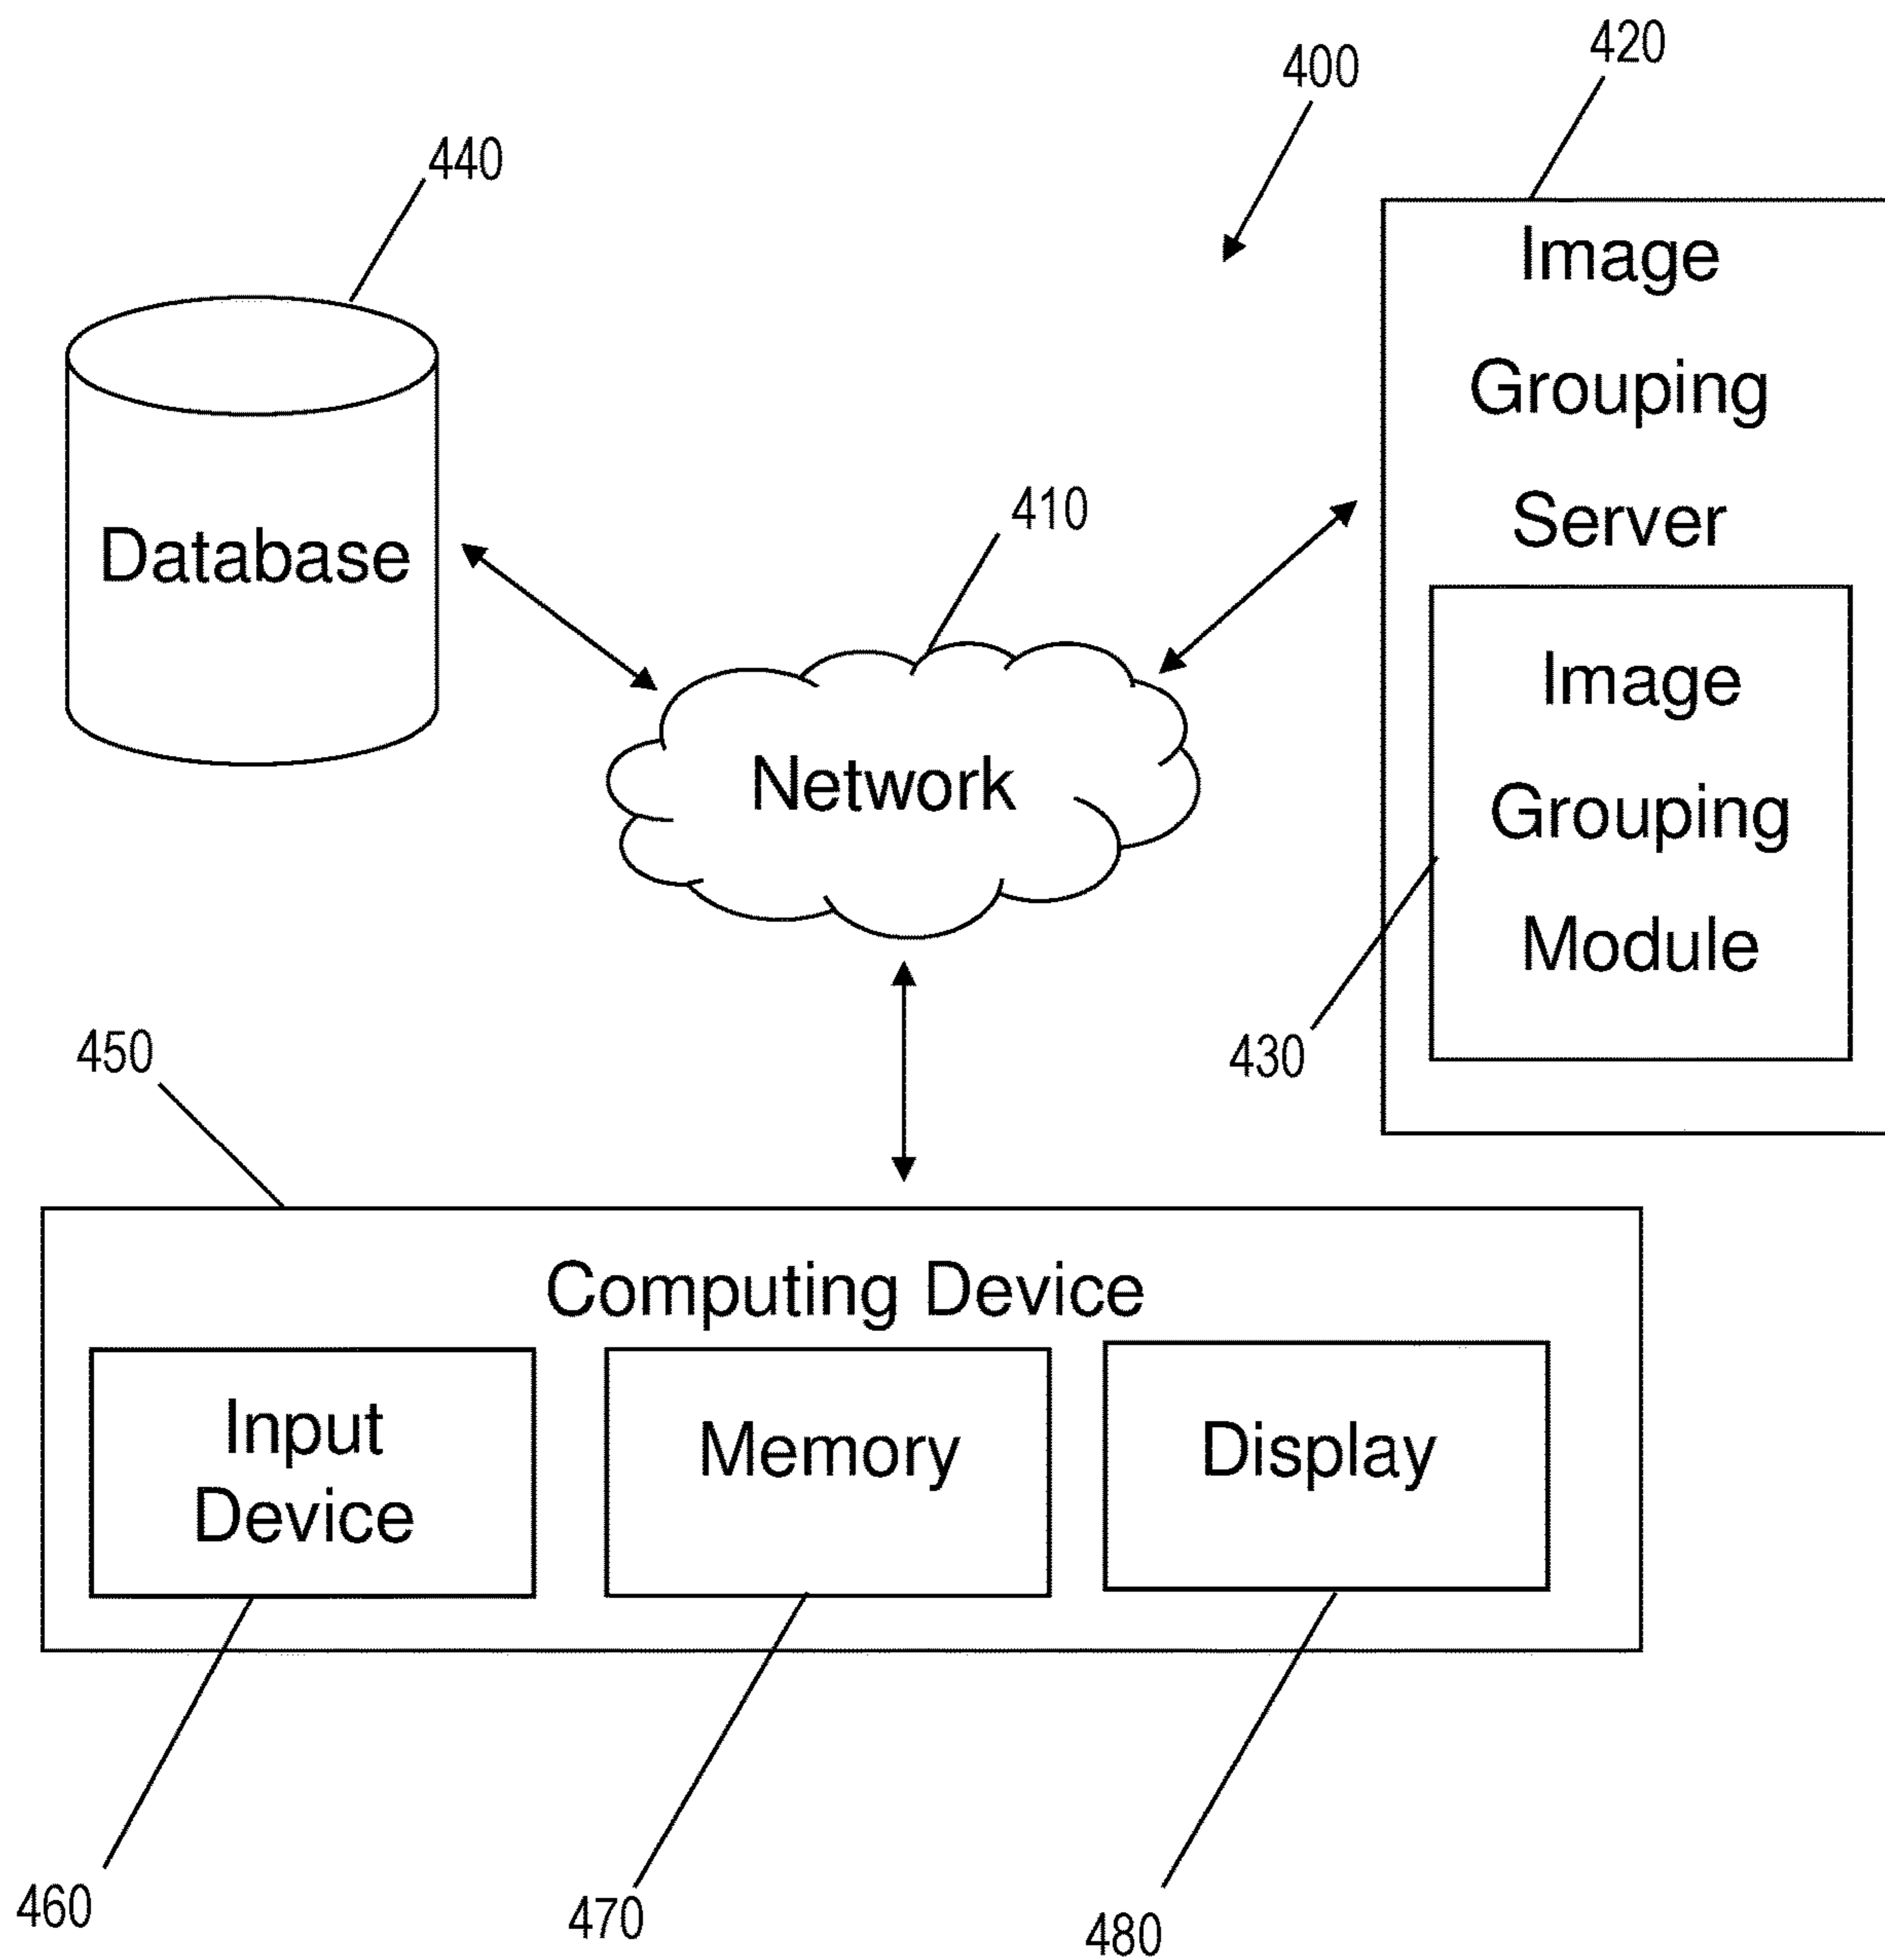 420
400
440
Image
Grouping
Server
410
Database
Image
Grouping
Module
Network
430
450
Computing Device
Input
Device
Memory
Display
460
470
480